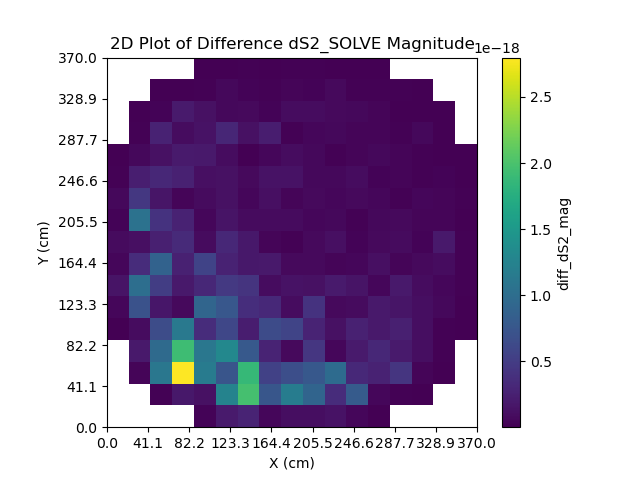 2D Plot of Difference dS2_SOLVE Magnitude
1e−18
370.0
328.9
287.7
246.6
205.5
164.4
123.3
82.2
41.1
0.0
Y (cm)
0.0 41.1 82.2 123.3 164.4 205.5 246.6 287.7 328.9 370.0
X (cm)
2.5
2.0
1.5
1.0
0.5
diff_dS2_mag